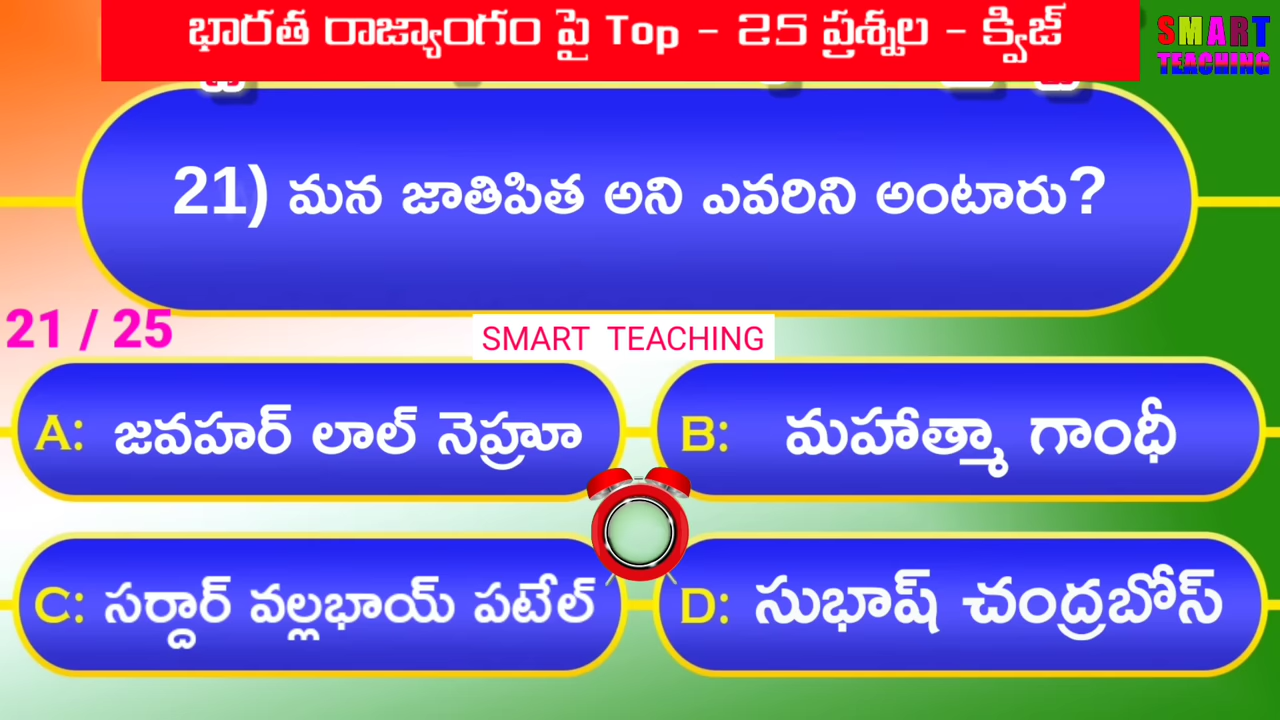 భారత రాజ్యాంగం పై Top - 25 ప్రశ్నల - క్విజ్
SMART
TEACHING
21) మన జాతిపిత అని ఎవరిని అంటారు?
21 / 25
SMART TEACHING
A: జవహర్ లాల్ నెహ్రూ
B: మహాత్మా గాంధీ
C: సర్దార్ వల్లభాయ్ పటేల్
D: సుభాష్ చంద్రబోస్